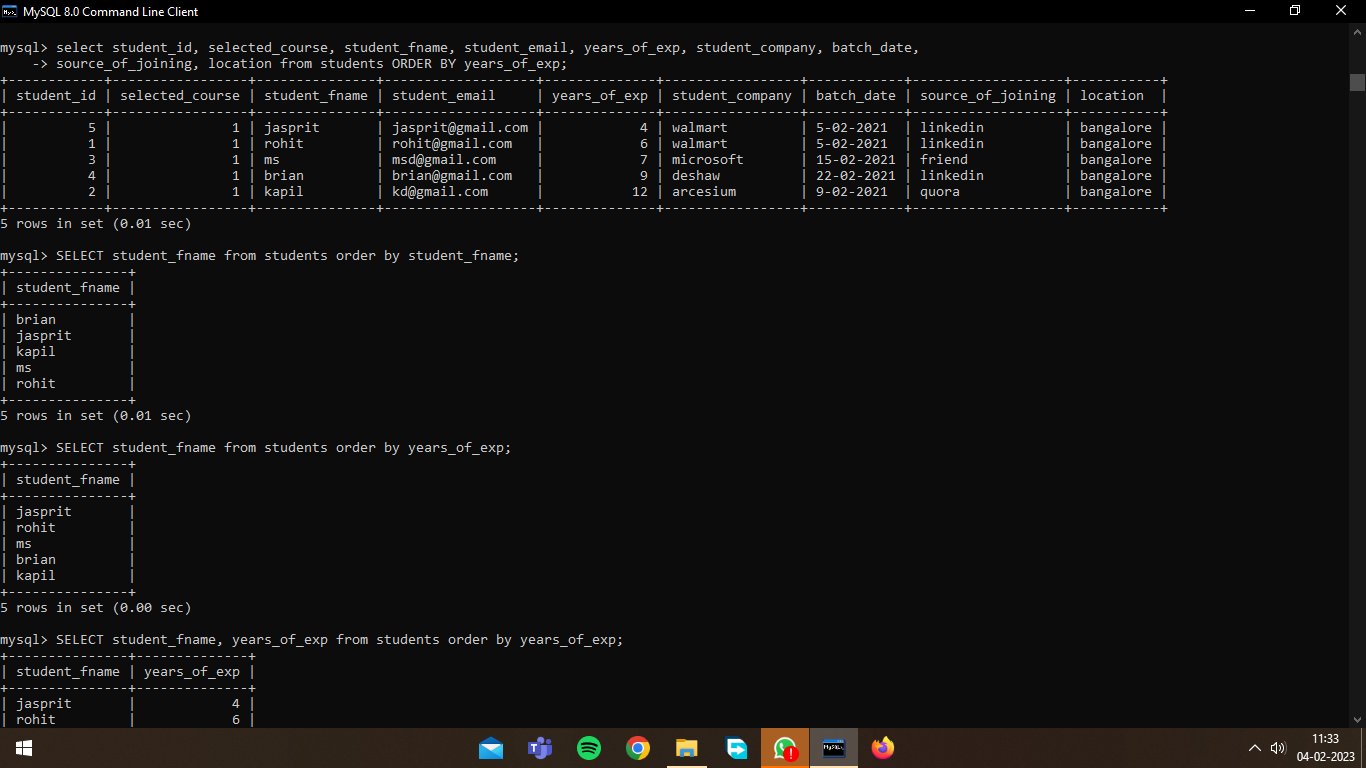 MySQL 8.0 Command Line Client
mysql> select student_id, selected_course, student_fname, student_email, years_of_exp, student_company, batch_date,
    -> source_of_joining, location from students ORDER BY years_of_exp;
+------------+-----------------+---------------+-------------------+--------------+-----------------+------------+-------------------+-----------+
| student_id | selected_course | student_fname | student_email     | years_of_exp | student_company | batch_date | source_of_joining | location  |
+------------+-----------------+---------------+-------------------+--------------+-----------------+------------+-------------------+-----------+
|          5 |               1 | jasprit       | jasprit@gmail.com |            4 | walmart         | 5-02-2021  | linkedin          | bangalore |
|          1 |               1 | rohit         | rohit@gmail.com   |            6 | walmart         | 5-02-2021  | linkedin          | bangalore |
|          3 |               1 | ms            | msd@gmail.com     |            7 | microsoft       | 15-02-2021 | friend            | bangalore |
|          4 |               1 | brian         | brian@gmail.com   |            9 | deshaw          | 22-02-2021 | linkedin          | bangalore |
|          2 |               1 | kapil         | kd@gmail.com      |           12 | arcesium        | 9-02-2021  | quora             | bangalore |
+------------+-----------------+---------------+-------------------+--------------+-----------------+------------+-------------------+-----------+
5 rows in set (0.01 sec)
mysql> SELECT student_fname from students order by student_fname;
+---------------+
| student_fname |
+---------------+
| brian         |
| jasprit       |
| kapil         |
| ms            |
| rohit         |
+---------------+
5 rows in set (0.01 sec)
mysql> SELECT student_fname from students order by years_of_exp;
+---------------+
| student_fname |
+---------------+
| jasprit       |
| rohit         |
| ms            |
| brian         |
| kapil         |
+---------------+
5 rows in set (0.00 sec)
mysql> SELECT student_fname, years_of_exp from students order by years_of_exp;
+---------------+--------------+
| student_fname | years_of_exp |
+---------------+--------------+
| jasprit       |            4 |
| rohit         |            6 |
11:33
04-02-2023